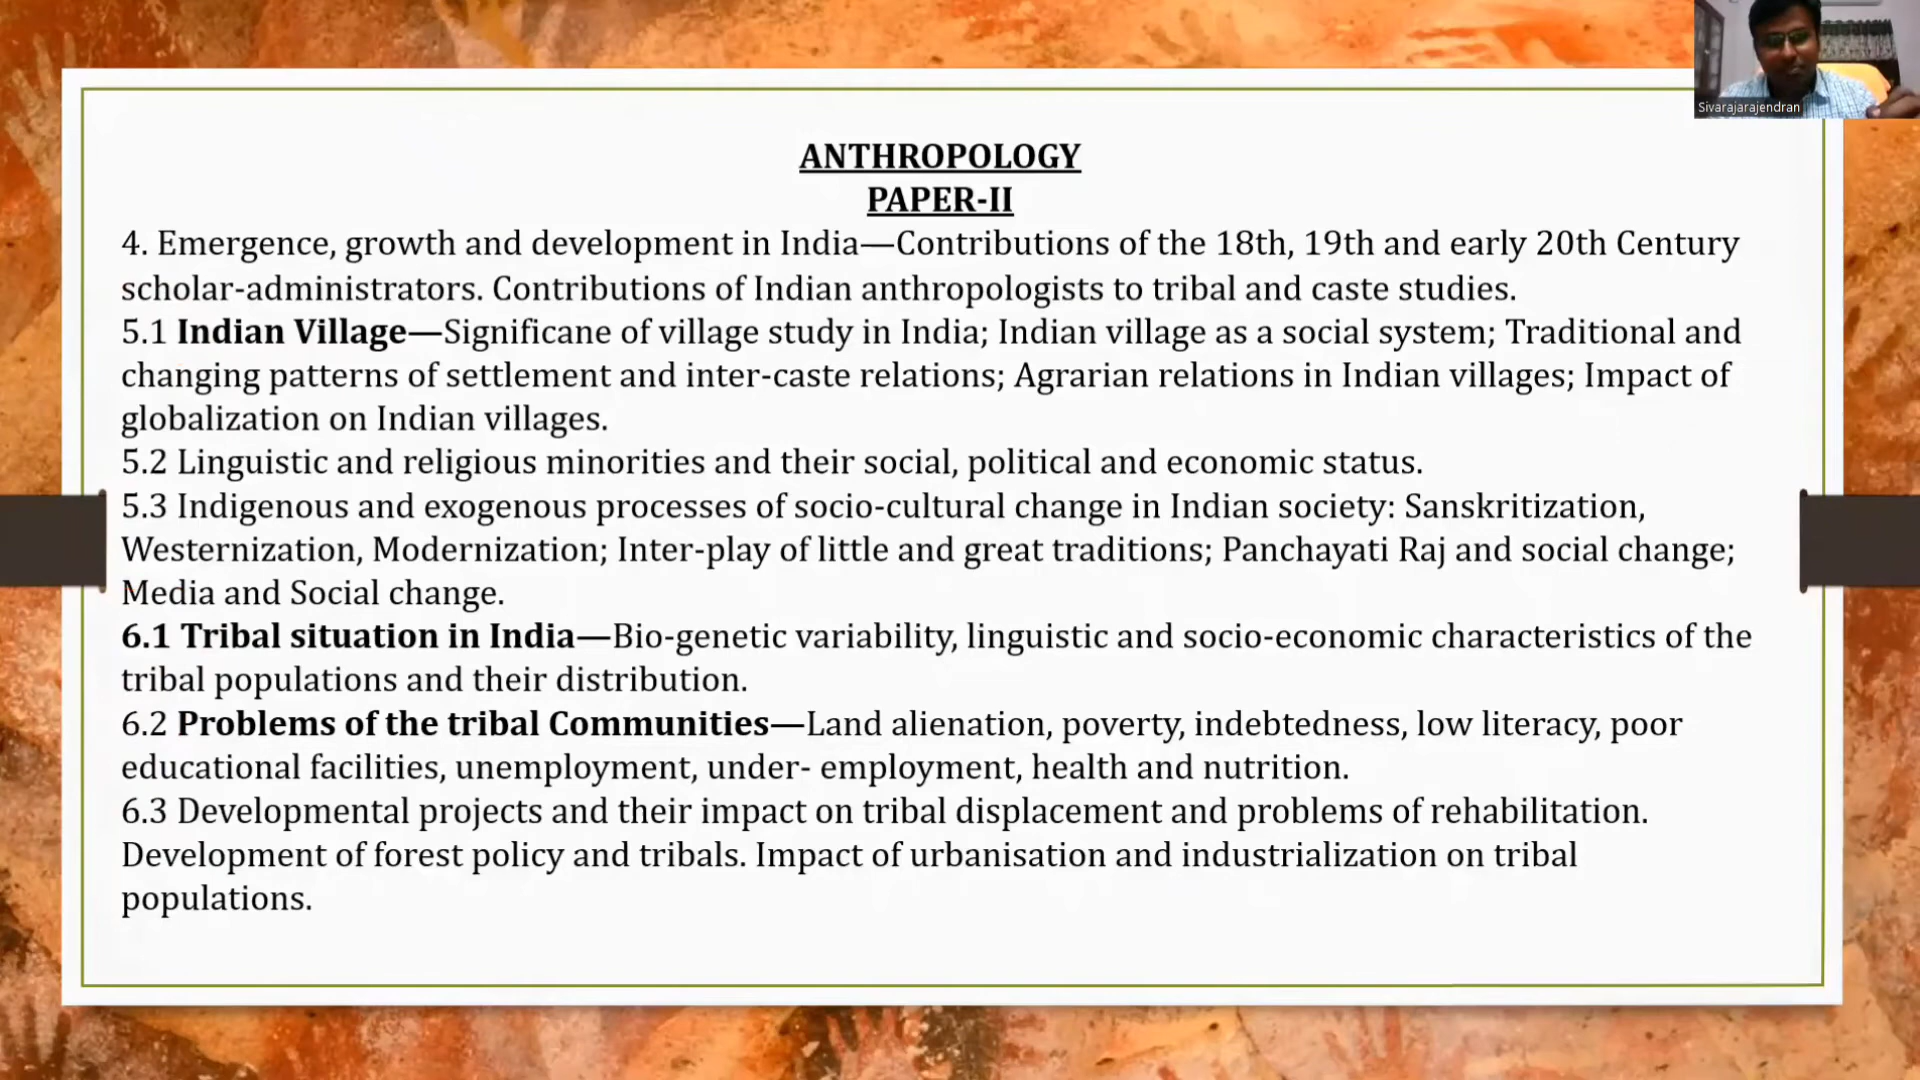 Sivarajarajendran
ANTHROPOLOGY
PAPER-II
4. Emergence, growth and development in India—Contributions of the 18th, 19th and early 20th Century
scholar-administrators. Contributions of Indian anthropologists to tribal and caste studies.
5.1 Indian Village—Significane of village study in India; Indian village as a social system; Traditional and
changing patterns of settlement and inter-caste relations; Agrarian relations in Indian villages; Impact of
globalization on Indian villages.
5.2 Linguistic and religious minorities and their social, political and economic status.
5.3 Indigenous and exogenous processes of socio-cultural change in Indian society: Sanskritization,
Westernization, Modernization; Inter-play of little and great traditions; Panchayati Raj and social change;
Media and Social change.
6.1 Tribal situation in India—Bio-genetic variability, linguistic and socio-economic characteristics of the
tribal populations and their distribution.
6.2 Problems of the tribal Communities—Land alienation, poverty, indebtedness, low literacy, poor
educational facilities, unemployment, under- employment, health and nutrition.
6.3 Developmental projects and their impact on tribal displacement and problems of rehabilitation.
Development of forest policy and tribals. Impact of urbanisation and industrialization on tribal
populations.